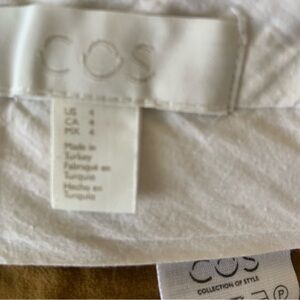 COS
US 4
CA 4
MX 4
Made in
Turkey
Fabriqué en
Turquie
Hecho en
Turquía
COS
COLLECTION OF STYLE
P